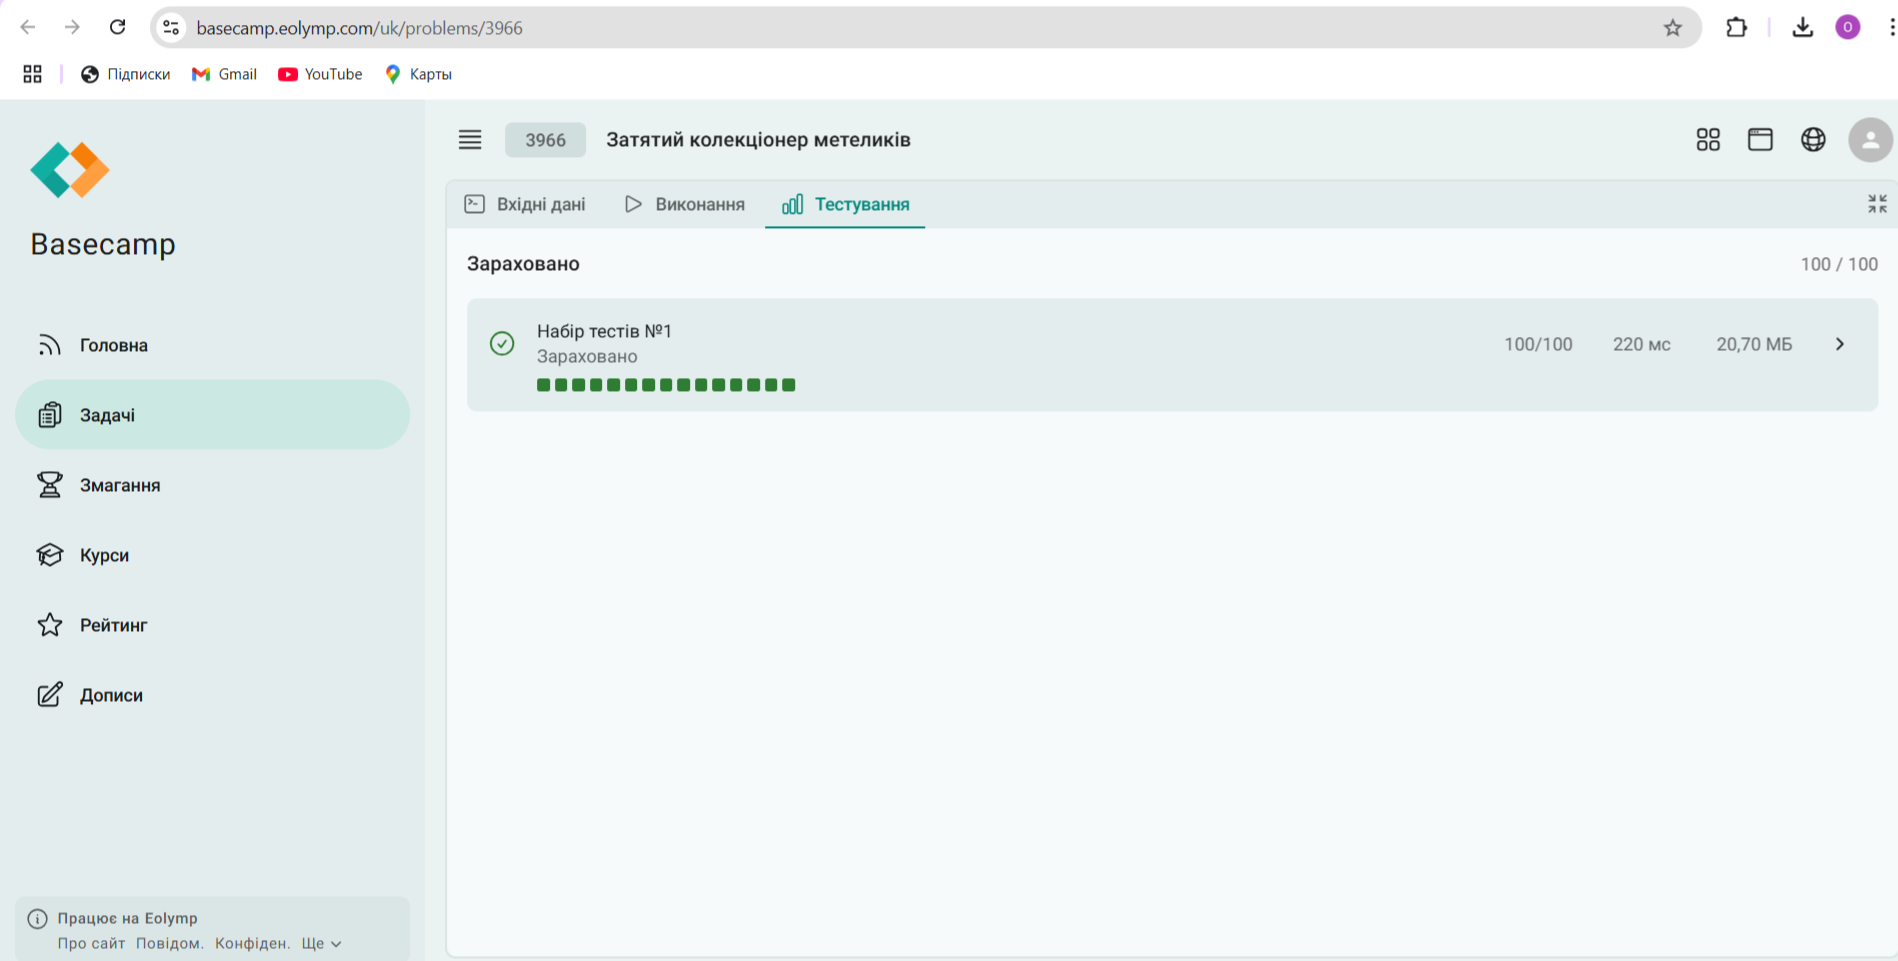 basecamp.eolymp.com/uk/problems/3966
O
Підписки
Gmail
YouTube
Карты
Basecamp
3966
Затятий колекціонер метеликів
Вхідні дані
Виконання
Тестування
Зараховано
100 / 100
Набір тестів №1
Зараховано
100/100
220 мс
20,70 МБ
Головна
Задачі
Змагання
Курси
Рейтинг
Дописи
Працює на Eolymp
Про сайт Повідом. Конфіден. Ще